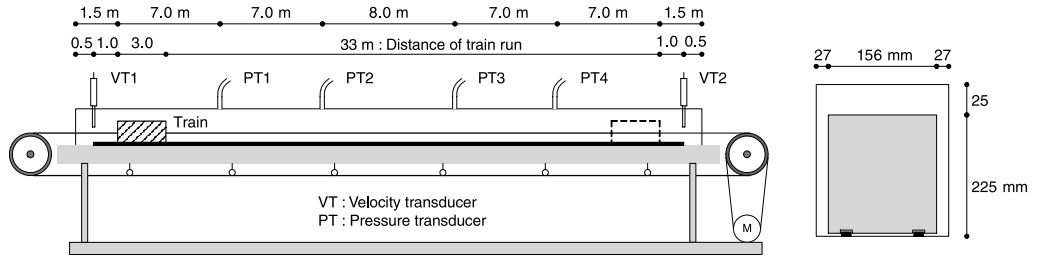 1.5 m 7.0 m 7.0 m 8.0 m 7.0 m 7.0 m 1.5 m
0.5 1.0 3.0 33 m : Distance of train run 1.0 0.5
VT1 PT1 PT2 PT3 PT4 VT2
Train
VT : Velocity transducer
PT : Pressure transducer
M
27 156 mm 27
25
225 mm